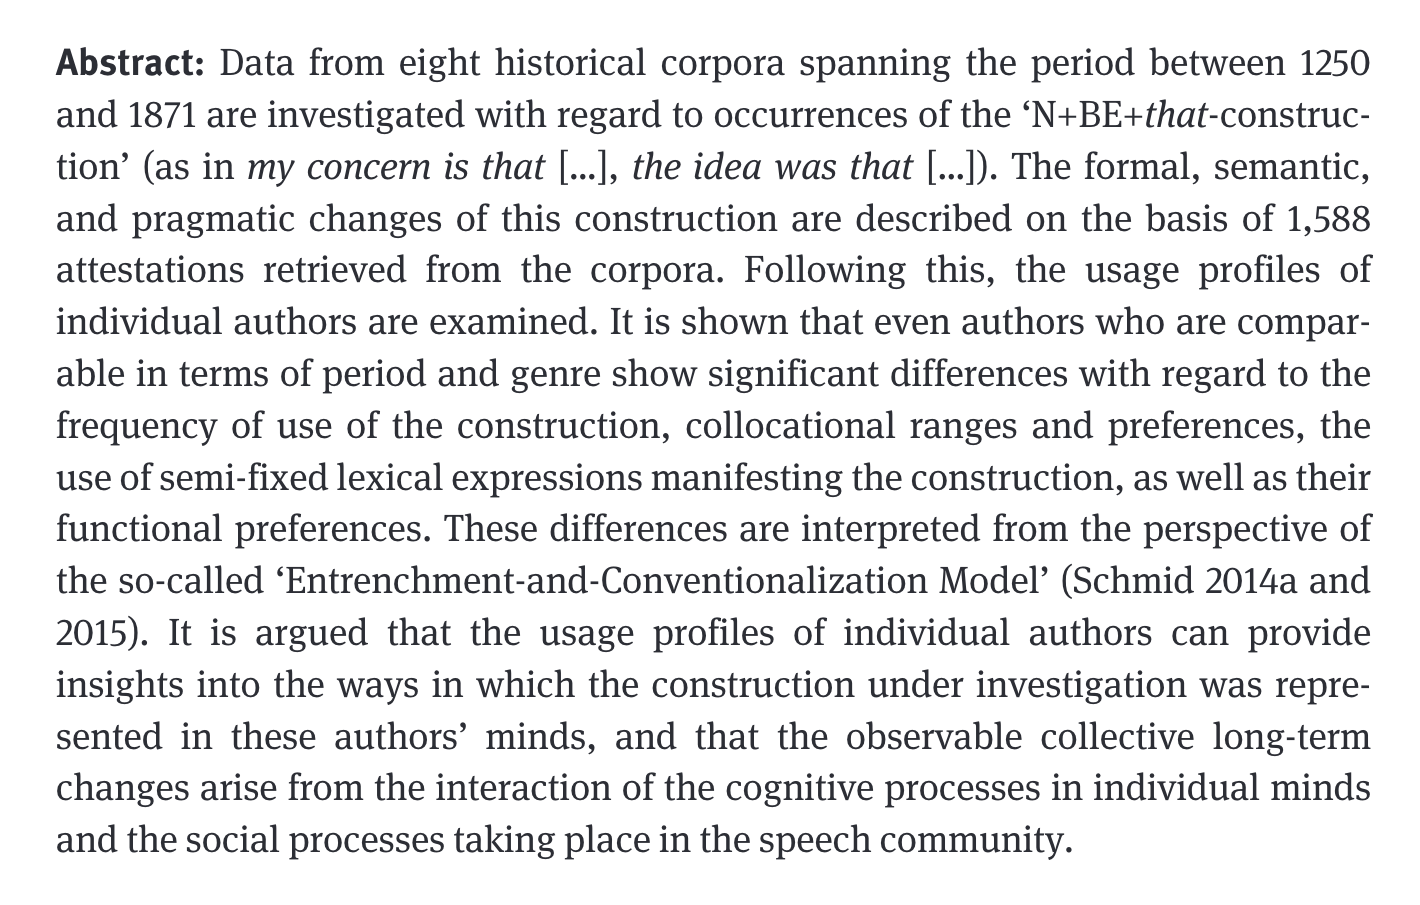 Abstract: Data from eight historical corpora spanning the period between 1250
and 1871 are investigated with regard to occurrences of the ‘N+BE+that-construc-
tion’ (as in my concern is that [...], the idea was that [...]). The formal, semantic,
and pragmatic changes of this construction are described on the basis of 1,588
attestations retrieved from the corpora. Following this, the usage profiles of
individual authors are examined. It is shown that even authors who are compar-
able in terms of period and genre show significant differences with regard to the
frequency of use of the construction, collocational ranges and preferences, the
use of semi-fixed lexical expressions manifesting the construction, as well as their
functional preferences. These differences are interpreted from the perspective of
the so-called ‘Entrenchment-and-Conventionalization Model’ (Schmid 2014a and
2015). It is argued that the usage profiles of individual authors can provide
insights into the ways in which the construction under investigation was repre-
sented in these authors’ minds, and that the observable collective long-term
changes arise from the interaction of the cognitive processes in individual minds
and the social processes taking place in the speech community.